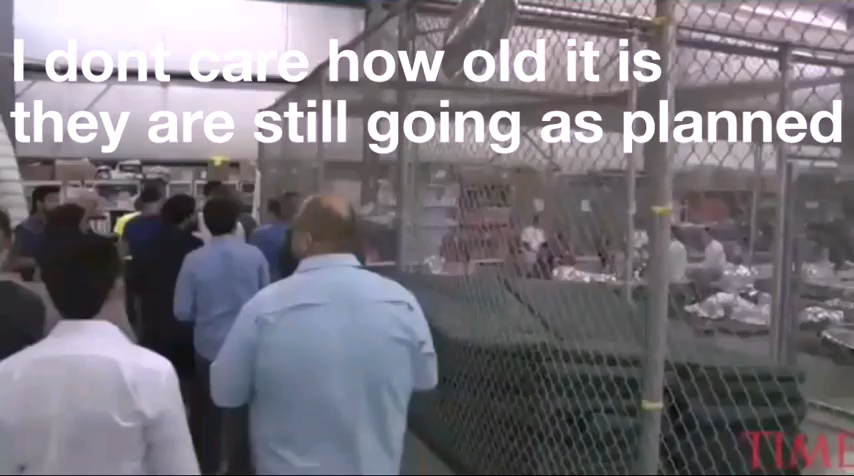 I dont care how old it is
they are still going as planned
TIME